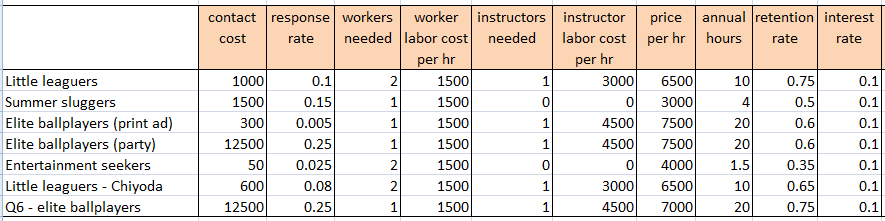 contact cost response rate workers needed worker labor cost per hr instructors needed instructor labor cost per hr price per hr annual hours retention rate interest rate
Little leaguers 1000 0.1 2 1500 1 3000 6500 10 0.75 0.1
Summer sluggers 1500 0.15 1 1500 0 0 3000 4 0.5 0.1
Elite ballplayers (print ad) 300 0.005 1 1500 1 4500 7500 20 0.6 0.1
Elite ballplayers (party) 12500 0.25 1 1500 1 4500 7500 20 0.6 0.1
Entertainment seekers 50 0.025 2 1500 0 0 4000 1.5 0.35 0.1
Little leaguers - Chiyoda 600 0.08 2 1500 1 3000 6500 10 0.65 0.1
Q6 - elite ballplayers 12500 0.25 1 1500 1 4500 7000 20 0.75 0.1